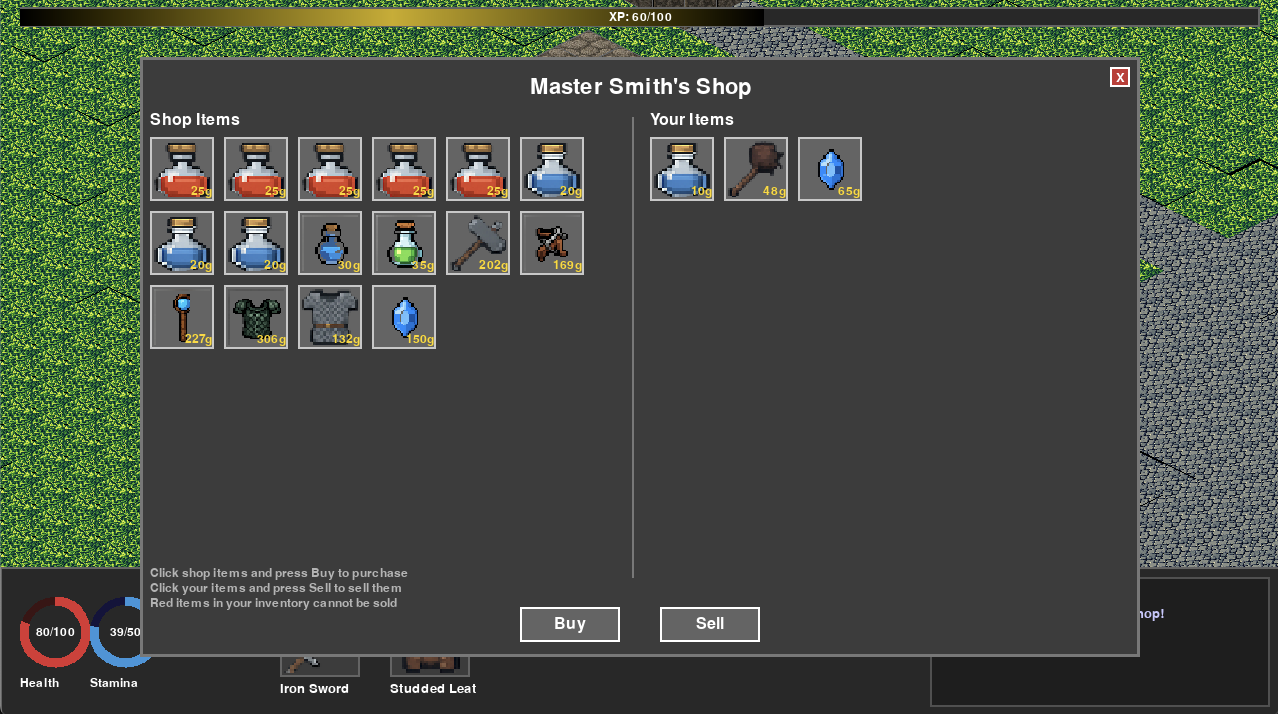 XP: 60/100
Master Smith's Shop
X
Shop Items
Your Items
25g 25g 25g 25g 25g 20g
10g 48g 65g
20g 20g 30g 35g 202g 169g
227g 306g 132g 150g
Click shop items and press Buy to purchase
Click your items and press Sell to sell them
Red items in your inventory cannot be sold
Buy
Sell
hop!
80/100
39/50
Health
Stamina
Iron Sword
Studded Leat